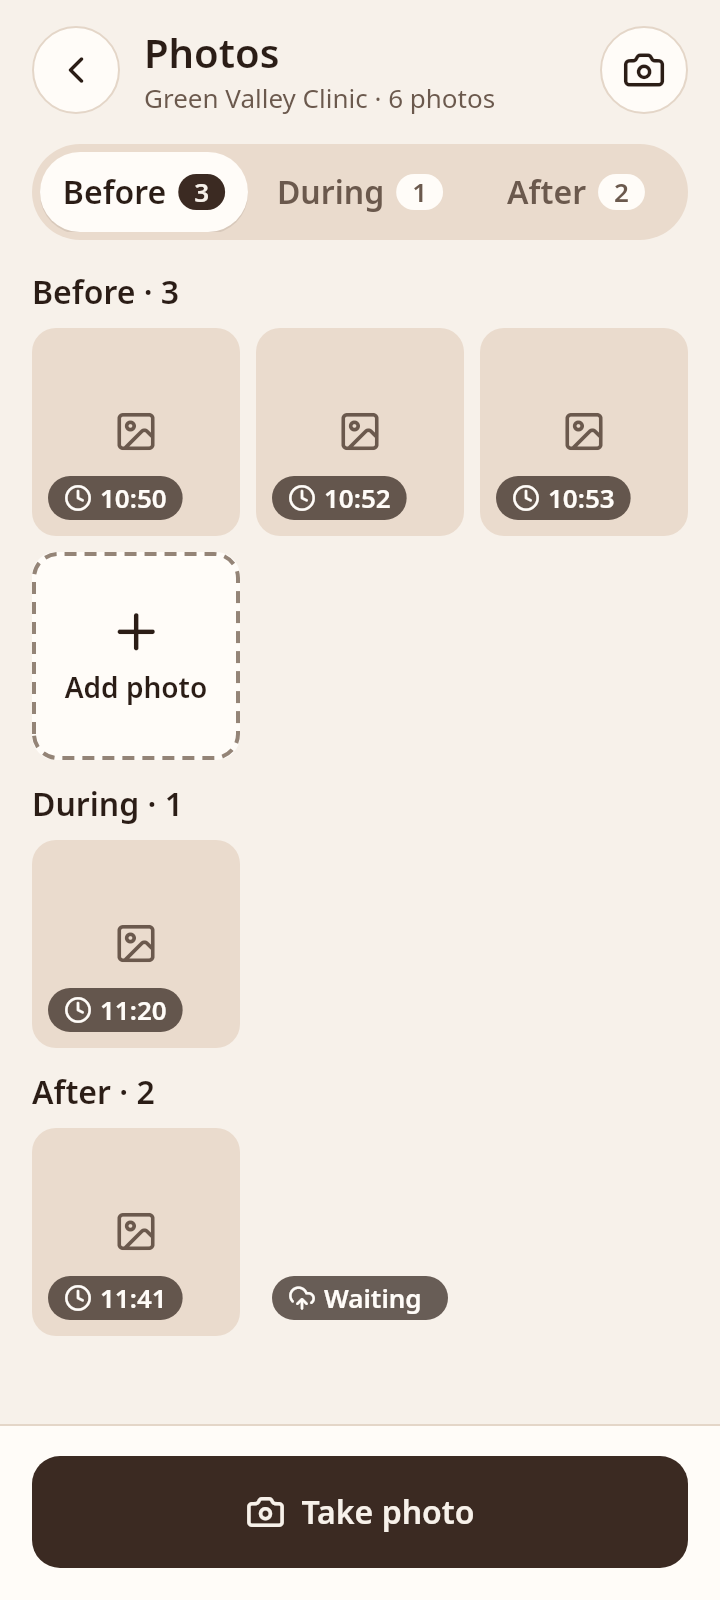 Photos
Green Valley Clinic · 6 photos
Before 3 During 1 After 2
Before · 3
10:50 10:52 10:53
Add photo
During · 1
11:20
After · 2
11:41 Waiting
Take photo